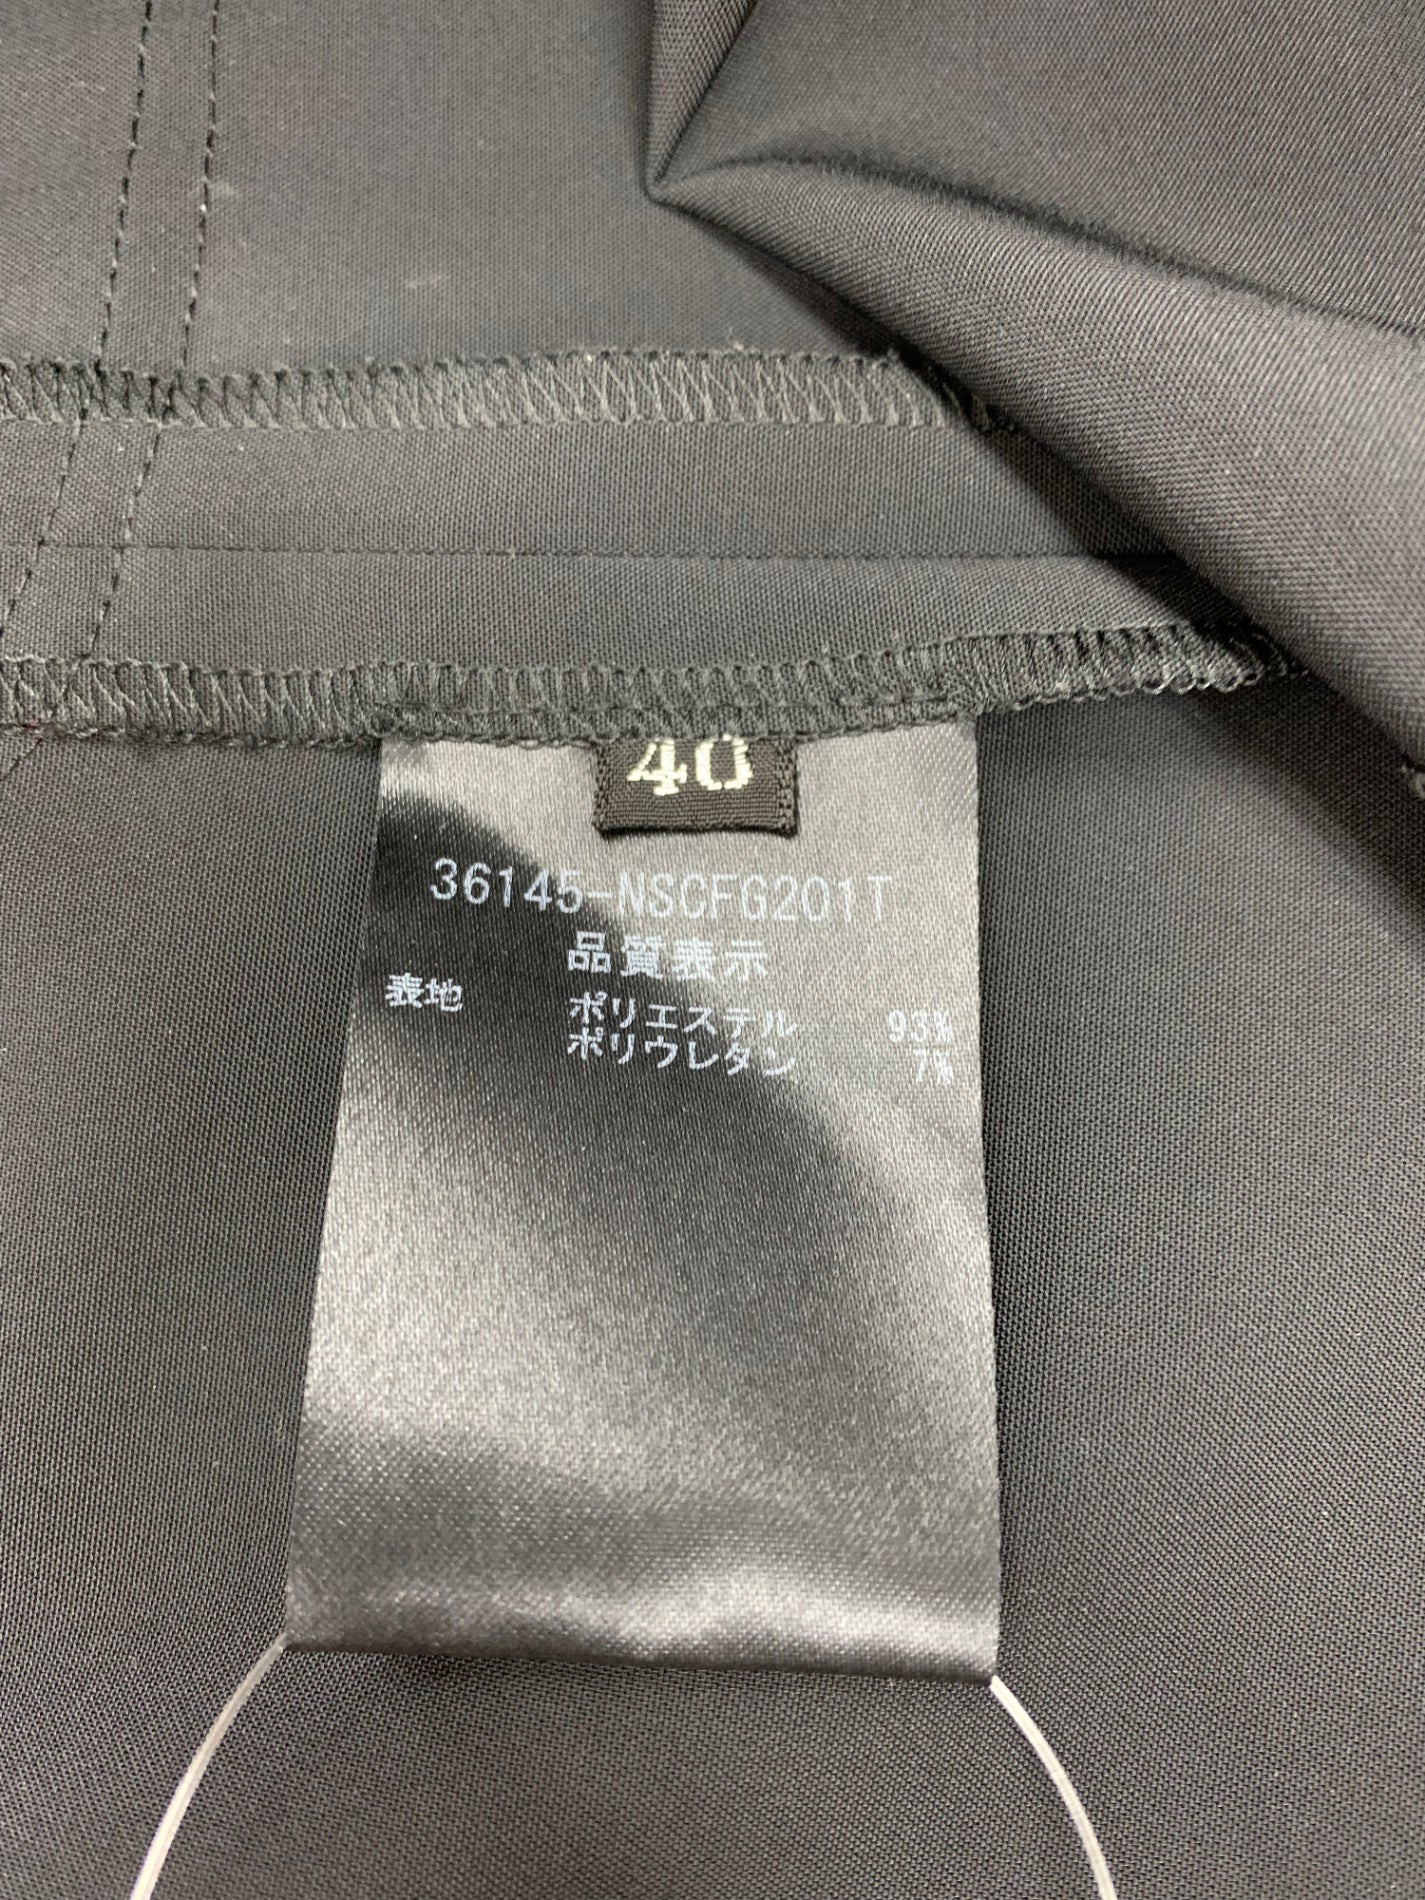 40
36145-NSCFG201T
品質表示
表地 ポリエステル 93%
ポリウレタン 7%